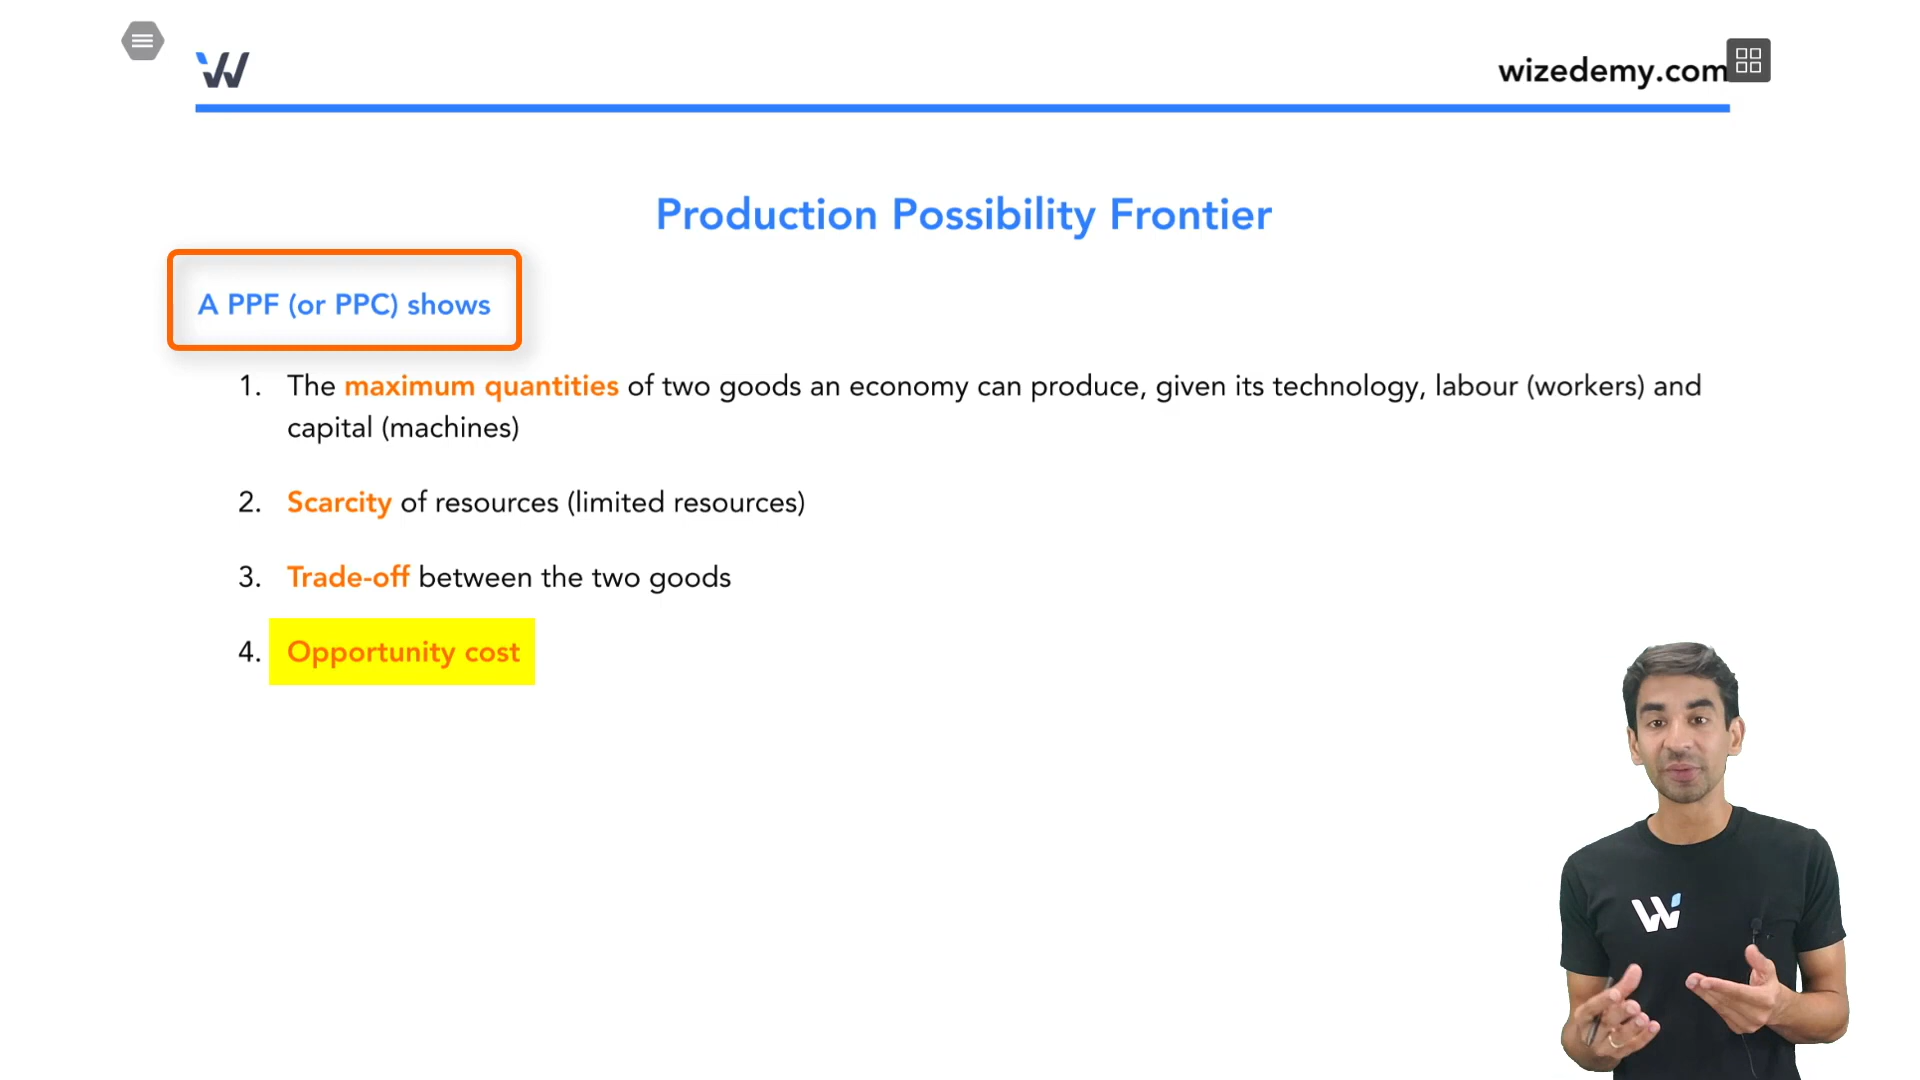 wizedemy.com
Production Possibility Frontier
A PPF (or PPC) shows
1. The maximum quantities of two goods an economy can produce, given its technology, labour (workers) and
capital (machines)
2. Scarcity of resources (limited resources)
3. Trade-off between the two goods
4. Opportunity cost